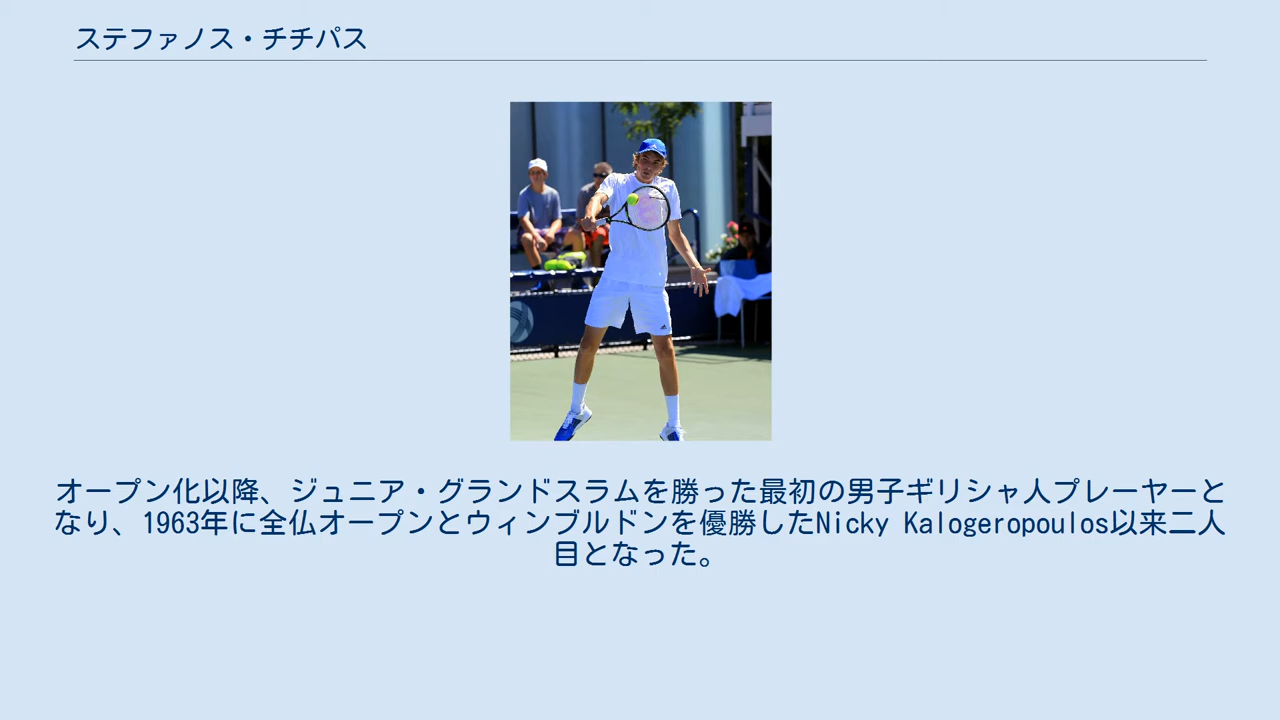 ステファノス・チチパス
オープン化以降、ジュニア・グランドスラムを勝った最初の男子ギリシャ人プレーヤーと
なり、1963年に全仏オープンとウィンブルドンを優勝したNicky Kalogeropoulos以来二人
目となった。